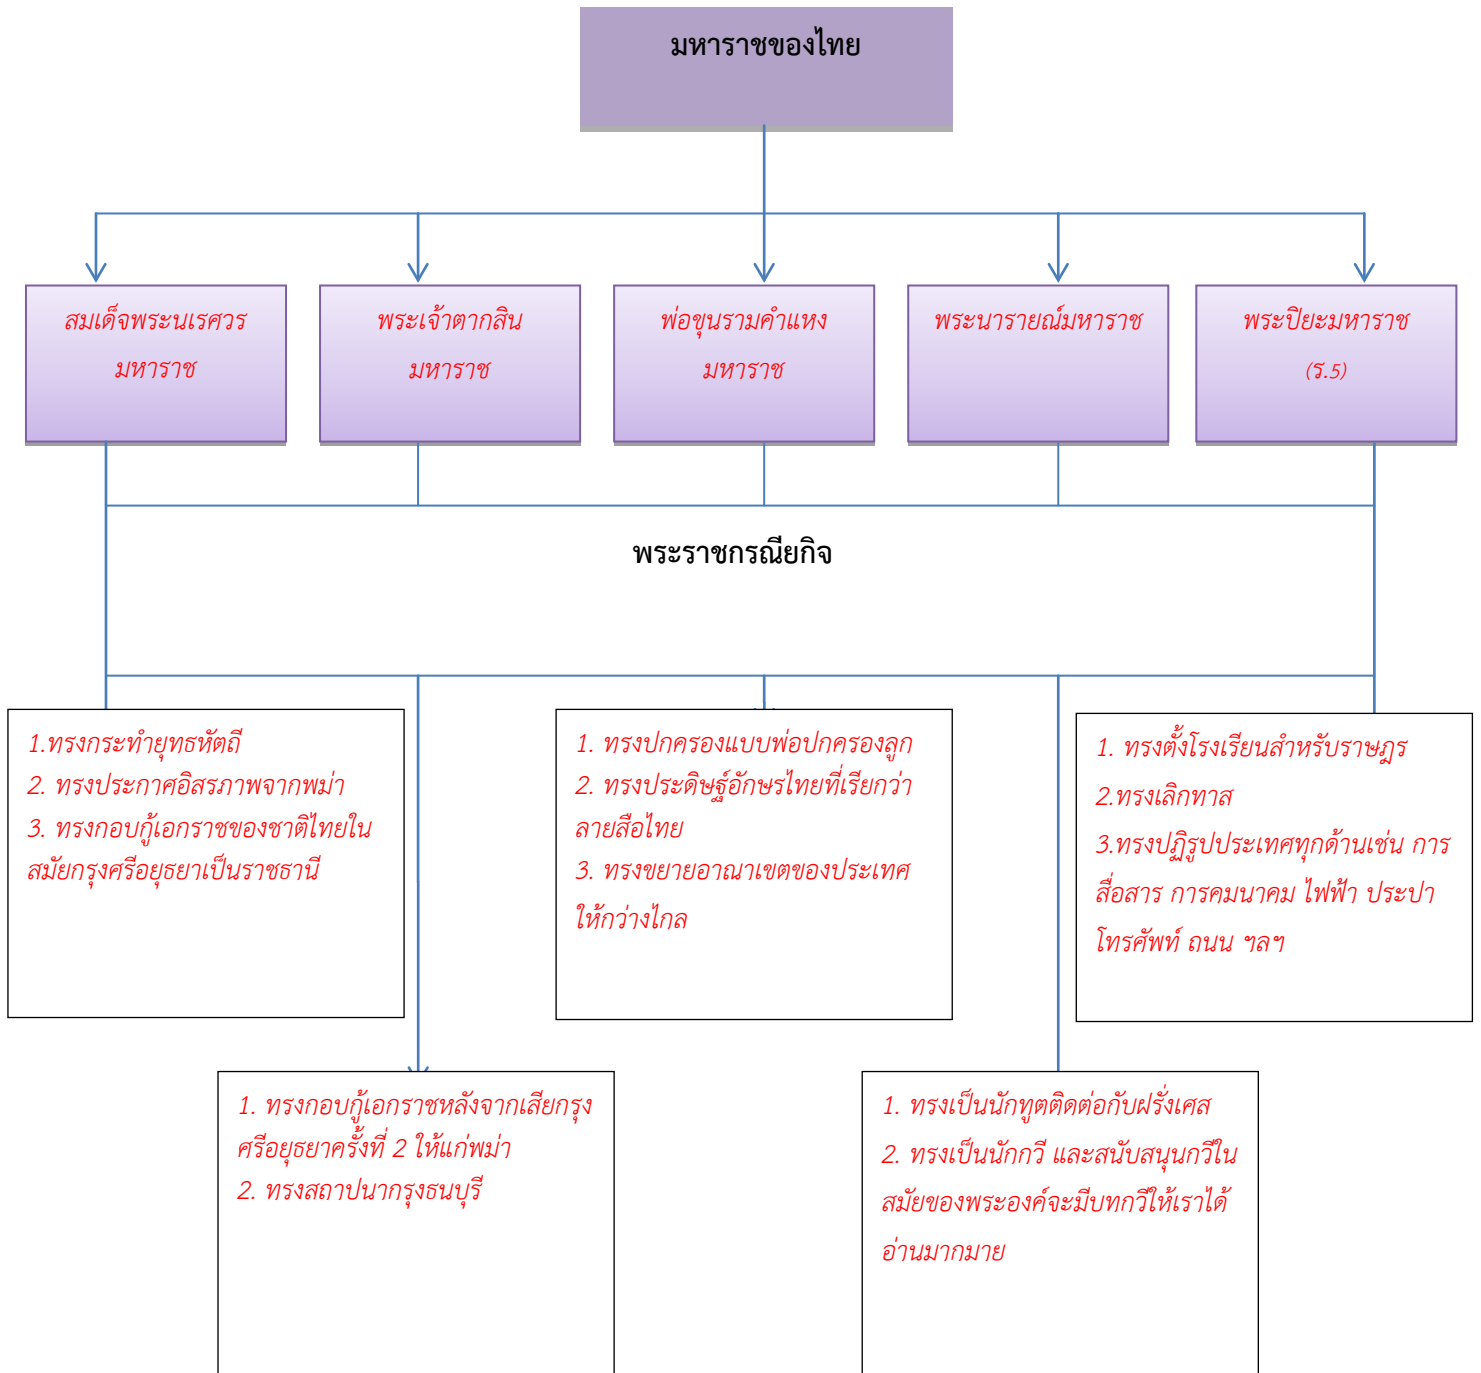 มหาราชของไทย
สมเด็จพระนเรศวร
มหาราช
พระเจ้าตากสิน
มหาราช
พ่อขุนรามคำแหง
มหาราช
พระนารายณ์มหาราช
พระปิยะมหาราช
(ร.5)
พระราชกรณียกิจ
1.ทรงกระทำยุทธหัตถี
2. ทรงประกาศอิสรภาพจากพม่า
3. ทรงกอบกู้เอกราชของชาติไทยใน
สมัยกรุงศรีอยุธยาเป็นราชธานี
1. ทรงปกครองแบบพ่อปกครองลูก
2. ทรงประดิษฐ์อักษรไทยที่เรียกว่า
ลายสือไทย
3. ทรงขยายอาณาเขตของประเทศ
ให้กว่างไกล
1. ทรงตั้งโรงเรียนสำหรับราษฎร
2.ทรงเลิกทาส
3.ทรงปฏิรูปประเทศทุกด้านเช่น การ
สื่อสาร การคมนาคม ไฟฟ้า ประปา
โทรศัพท์ ถนน ฯลฯ
1. ทรงกอบกู้เอกราชหลังจากเสียกรุง
ศรีอยุธยาครั้งที่ 2 ให้แก่พม่า
2. ทรงสถาปนากรุงธนบุรี
1. ทรงเป็นนักทูตติดต่อกับฝรั่งเศส
2. ทรงเป็นนักกวี และสนับสนุนกวีใน
สมัยของพระองค์จะมีบทกวีให้เราได้
อ่านมากมาย